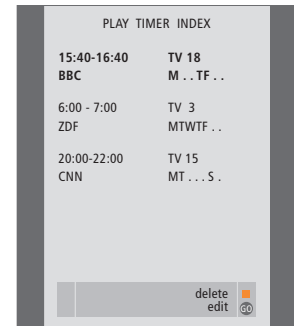 PLAY TIMER INDEX
15:40-16:40 TV 18
BBC M . . TF . .
6:00 - 7:00 TV 3
ZDF MTWTF . .
20:00-22:00 TV 15
CNN MT . . . S .
delete
edit GO